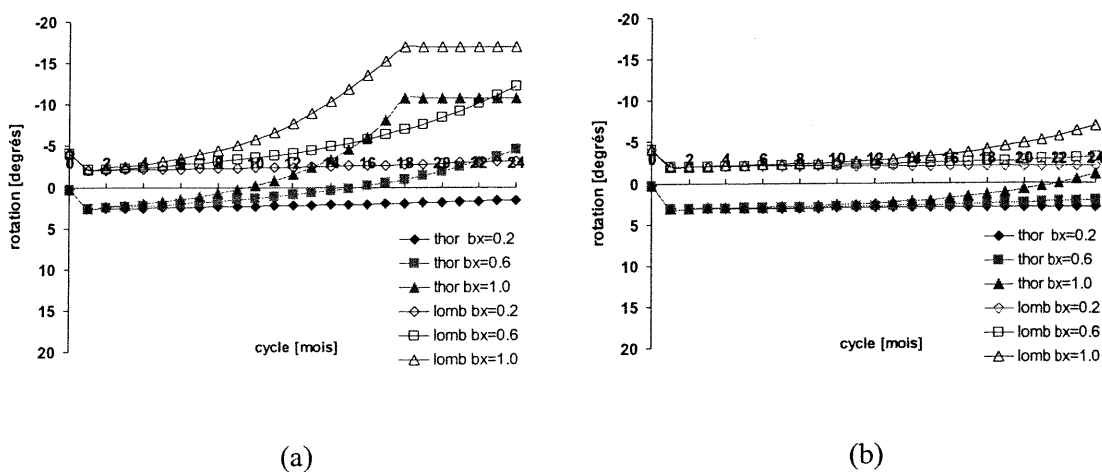 -20
-15
-10
-5
0
5
10
15
20
rotation [degrés]
0 2 4 6 8 10 12 14 16 18 20 22 24
thor bx=0.2
thor bx=0.6
thor bx=1.0
lomb bx=0.2
lomb bx=0.6
lomb bx=1.0
cycle [mois]
(a)
-20
-15
-10
-5
0
5
10
15
20
rotation [degrés]
0 2 4 6 8 10 12 14 16 18 20 22 24
thor bx=0.2
thor bx=0.6
thor bx=1.0
lomb bx=0.2
lomb bx=0.6
lomb bx=1.0
cycle [mois]
(b)